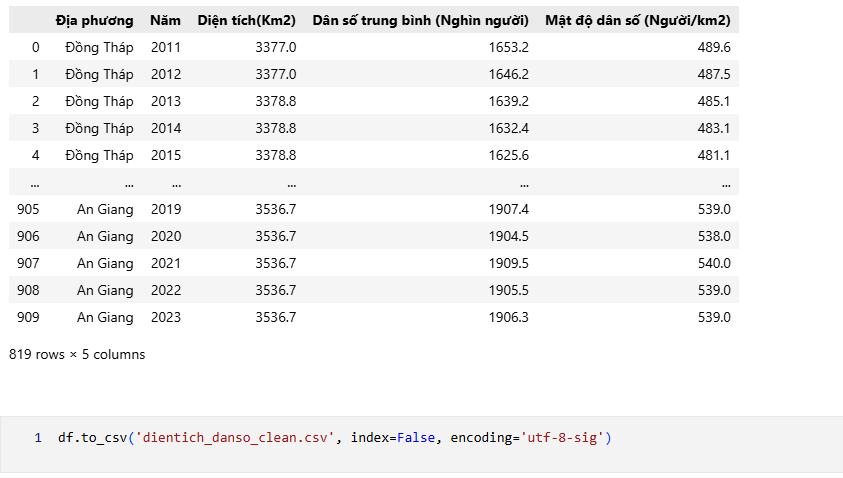 Địa phương Năm Diện tích(Km2) Dân số trung bình (Nghìn người) Mật độ dân số (Người/km2)
0 Đồng Tháp 2011 3377.0 1653.2 489.6
1 Đồng Tháp 2012 3377.0 1646.2 487.5
2 Đồng Tháp 2013 3378.8 1639.2 485.1
3 Đồng Tháp 2014 3378.8 1632.4 483.1
4 Đồng Tháp 2015 3378.8 1625.6 481.1
... ... ... ... ... ...
905 An Giang 2019 3536.7 1907.4 539.0
906 An Giang 2020 3536.7 1904.5 538.0
907 An Giang 2021 3536.7 1909.5 540.0
908 An Giang 2022 3536.7 1905.5 539.0
909 An Giang 2023 3536.7 1906.3 539.0
819 rows × 5 columns
1 df.to_csv('dientich_danso_clean.csv', index=False, encoding='utf-8-sig')